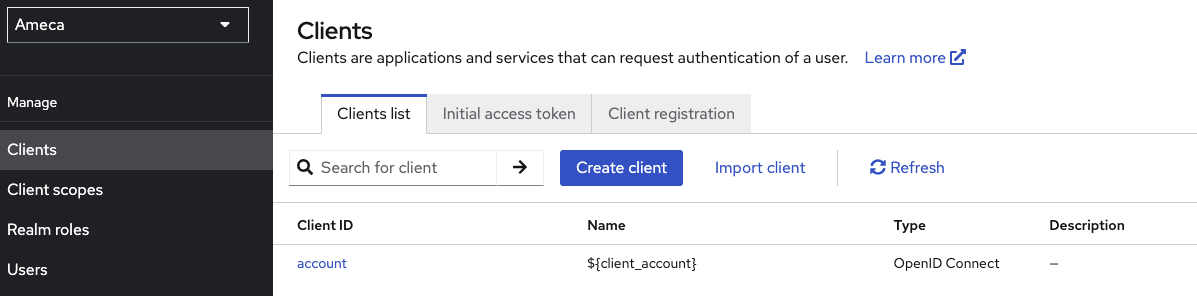 Ameca
Manage
Clients
Client scopes
Realm roles
Users
Clients
Clients are applications and services that can request authentication of a user. Learn more
Clients list Initial access token Client registration
Search for client Create client Import client Refresh
Client ID Name Type Description
account ${client_account} OpenID Connect –